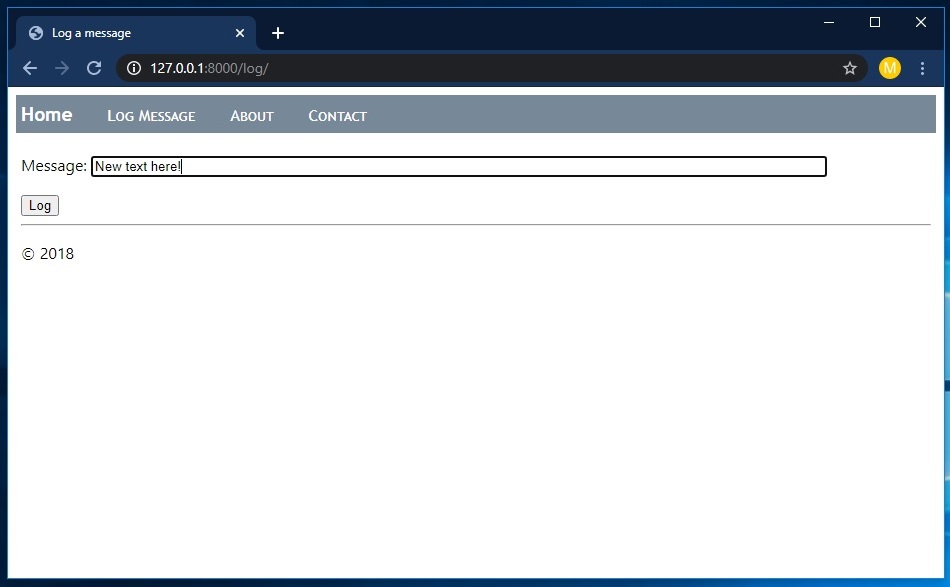 Log a message
127.0.0.1:8000/log/
M
Home Log Message About Contact
Message: New text here!
Log
© 2018